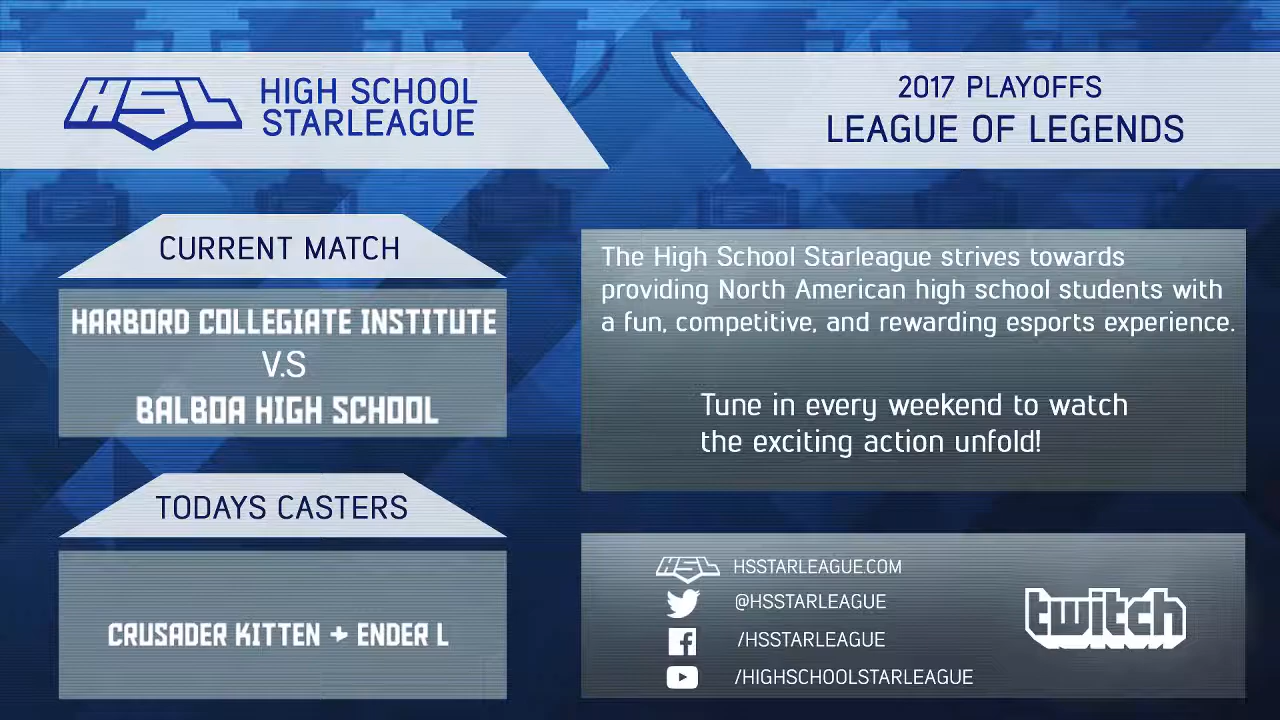 HSL
HIGH SCHOOL
STARLEAGUE
2017 PLAYOFFS
LEAGUE OF LEGENDS
CURRENT MATCH
HARBORD COLLEGIATE INSTITUTE
V.S
BALBOA HIGH SCHOOL
TODAYS CASTERS
CRUSADER KITTEN + ENDER L
The High School Starleague strives towards
providing North American high school students with
a fun, competitive, and rewarding esports experience.
Tune in every weekend to watch
the exciting action unfold!
HSL HSSTARLEAGUE.COM
@HSSTARLEAGUE
/HSSTARLEAGUE
/HIGHSCHOOLSTARLEAGUE
twitch